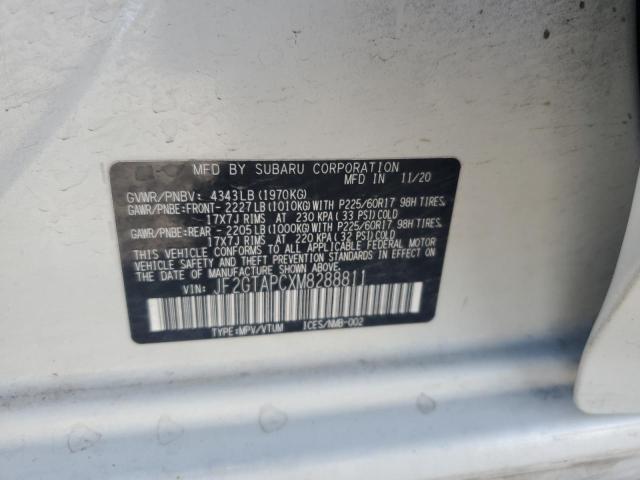 MFD BY SUBARU CORPORATION
MFD IN 11/20
GVWR/PNBV: 4343LB(1970KG)
GAWR/PNBE:FRONT- 2227LB(1010KG)WITH P225/60R17 98H TIRES,
17X7J RIMS AT 230 KPA(33 PSI)COLD
GAWR/PNBE:REAR - 2205LB(1000KG)WITH P225/60R17 98H TIRES,
17X7J RIMS AT 220 KPA(32 PSI)COLD
THIS VEHICLE CONFORMS TO ALL APPLICABLE FEDERAL MOTOR
VEHICLE SAFETY AND THEFT PREVENTION STANDARDS IN EFFECT ON
THE DATE OF MANUFACTURE SHOWN ABOVE.
VIN: JF2GTAPCXM8288811
TYPE:MPV/VTUM ICES/NMB-002